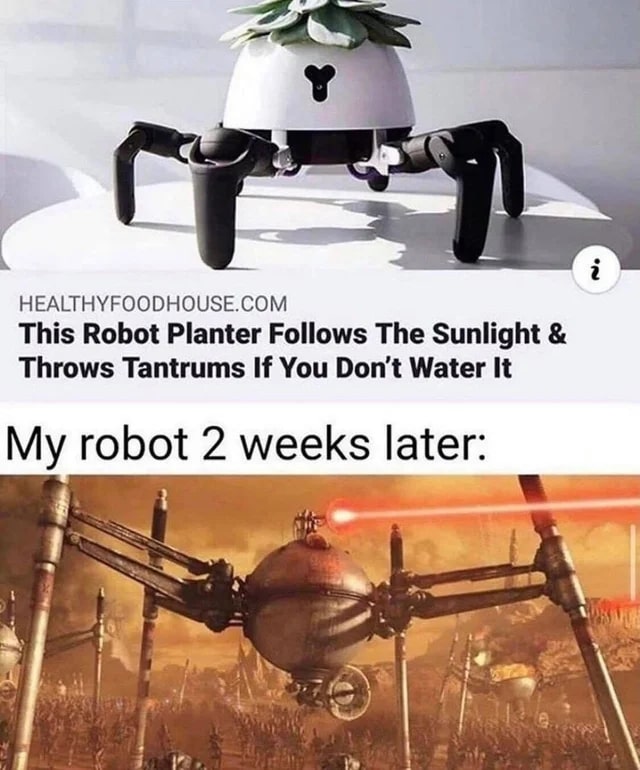 i
HEALTHYFOODHOUSE.COM
This Robot Planter Follows The Sunlight &
Throws Tantrums If You Don't Water It
My robot 2 weeks later: